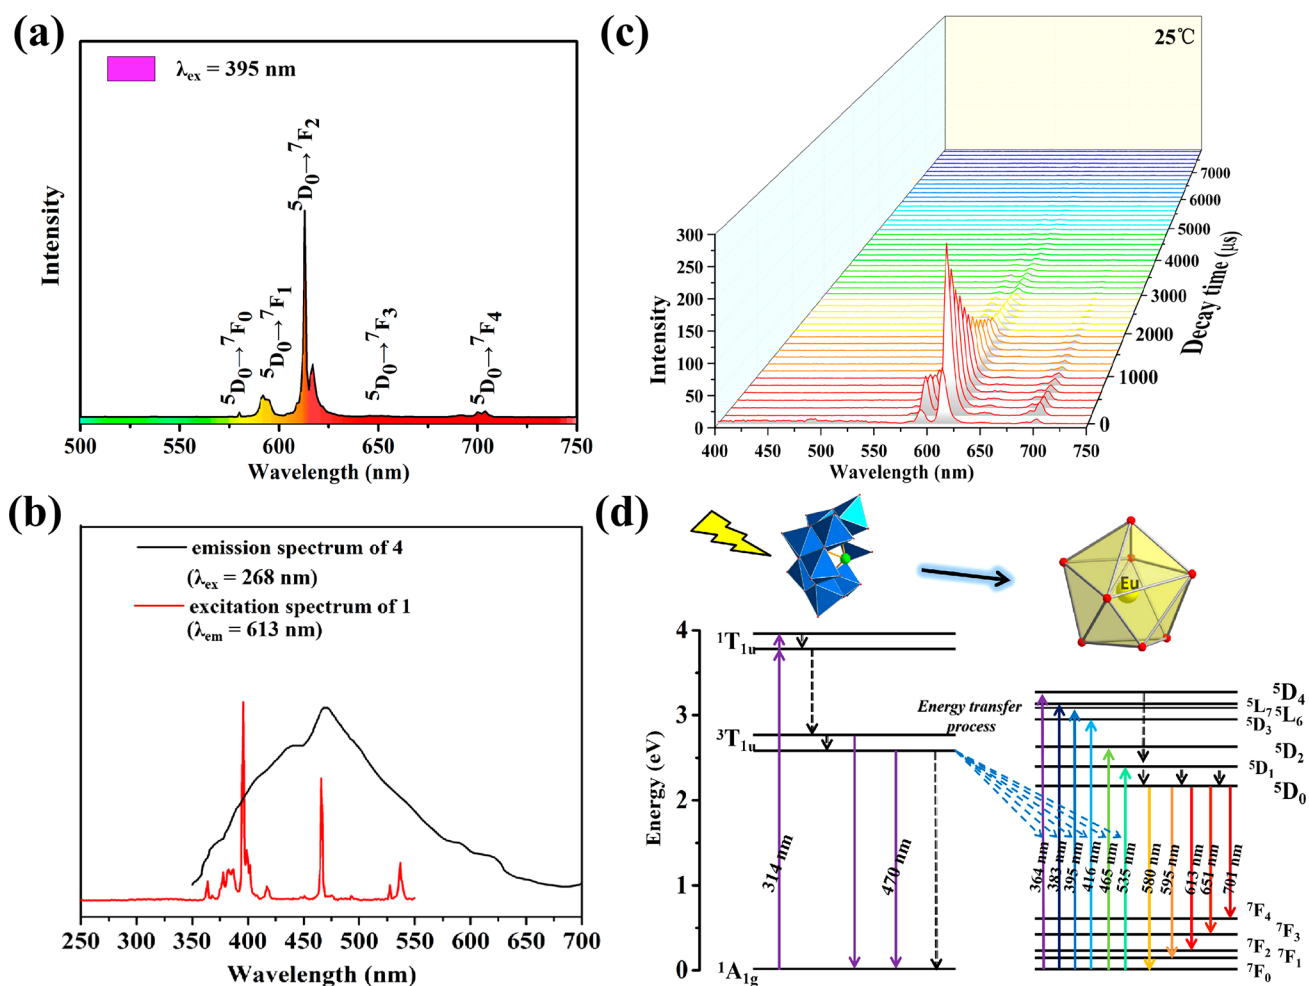 (a)
λex = 395 nm
5D0→7F0
5D0→7F1
5D0→7F2
5D0→7F3
5D0→7F4
Intensity
500 550 600 650 700 750
Wavelength (nm)
(b)
emission spectrum of 4
(λex = 268 nm)
excitation spectrum of 1
(λem = 613 nm)
250 300 350 400 450 500 550 600 650 700
Wavelength (nm)
(c)
25℃
300
250
200
150
100
50
0
Intensity
400 450 500 550 600 650 700 750
Wavelength (nm)
7000
6000
5000
4000
3000
2000
1000
0
Decay time (μs)
(d)
Eu
4
3
2
1
0
Energy (eV)
1T1u
3T1u
1A1g
314 nm
470 nm
Energy transfer
process
364 nm
383 nm
395 nm
416 nm
465 nm
535 nm
580 nm
595 nm
613 nm
651 nm
701 nm
5D4
5L7 5L6
5D3
5D2
5D1
5D0
7F4
7F3
7F2 7F1
7F0